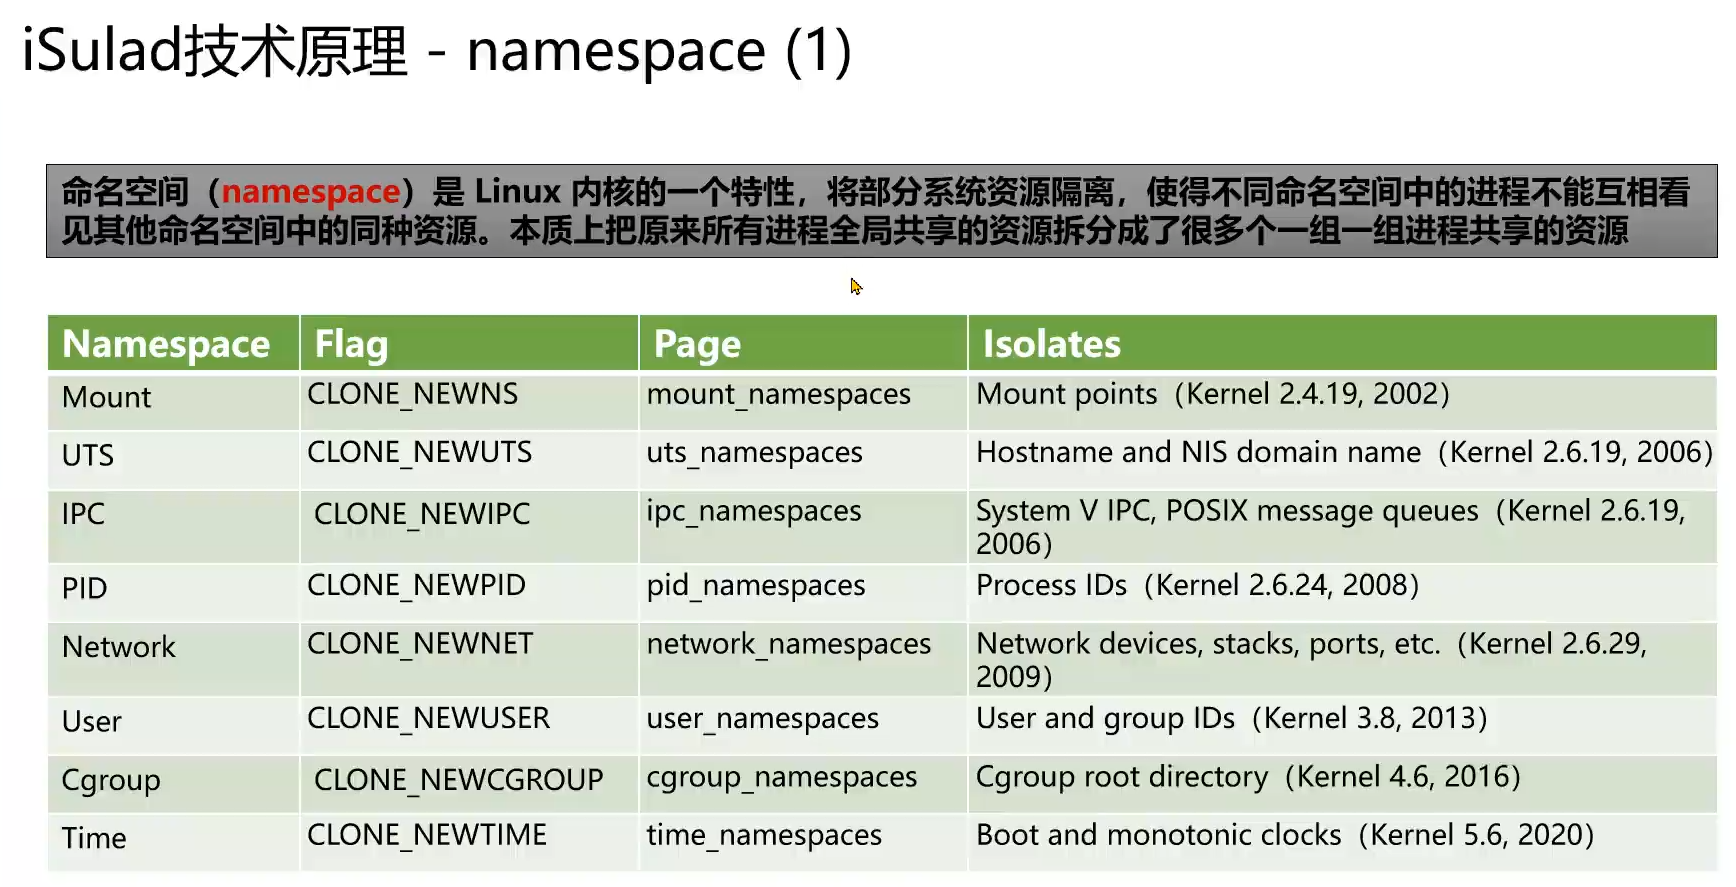 iSulad技术原理 - namespace (1)
命名空间（namespace）是 Linux 内核的一个特性，将部分系统资源隔离，使得不同命名空间中的进程不能互相看
见其他命名空间中的同种资源。本质上把原来所有进程全局共享的资源拆分成了很多个一组一组进程共享的资源
Namespace Flag Page Isolates
Mount CLONE_NEWNS mount_namespaces Mount points（Kernel 2.4.19, 2002）
UTS CLONE_NEWUTS uts_namespaces Hostname and NIS domain name（Kernel 2.6.19, 2006）
IPC CLONE_NEWIPC ipc_namespaces System V IPC, POSIX message queues（Kernel 2.6.19,
2006）
PID CLONE_NEWPID pid_namespaces Process IDs（Kernel 2.6.24, 2008）
Network CLONE_NEWNET network_namespaces Network devices, stacks, ports, etc.（Kernel 2.6.29,
2009）
User CLONE_NEWUSER user_namespaces User and group IDs（Kernel 3.8, 2013）
Cgroup CLONE_NEWCGROUP cgroup_namespaces Cgroup root directory（Kernel 4.6, 2016）
Time CLONE_NEWTIME time_namespaces Boot and monotonic clocks（Kernel 5.6, 2020）